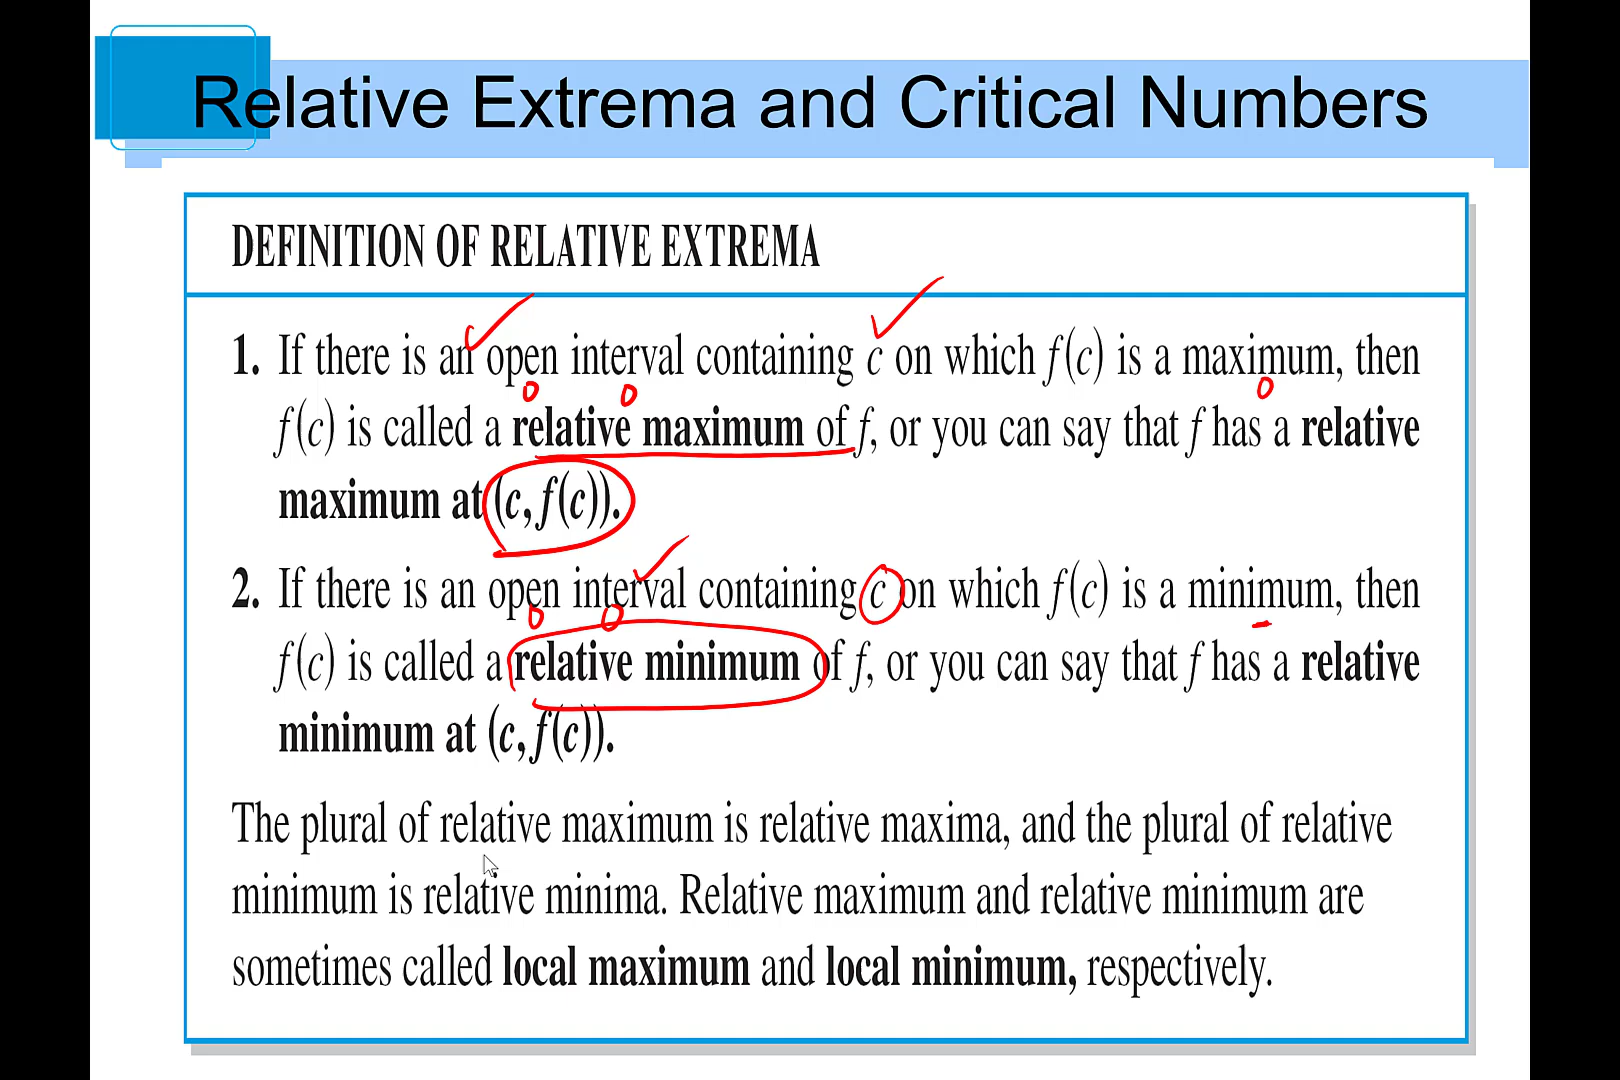 Relative Extrema and Critical Numbers
DEFINITION OF RELATIVE EXTREMA
1. If there is an open interval containing c on which f(c) is a maximum, then
f(c) is called a relative maximum of f, or you can say that f has a relative
maximum at (c, f(c)).
2. If there is an open interval containing c on which f(c) is a minimum, then
f(c) is called a relative minimum of f, or you can say that f has a relative
minimum at (c, f(c)).
The plural of relative maximum is relative maxima, and the plural of relative
minimum is relative minima. Relative maximum and relative minimum are
sometimes called local maximum and local minimum, respectively.